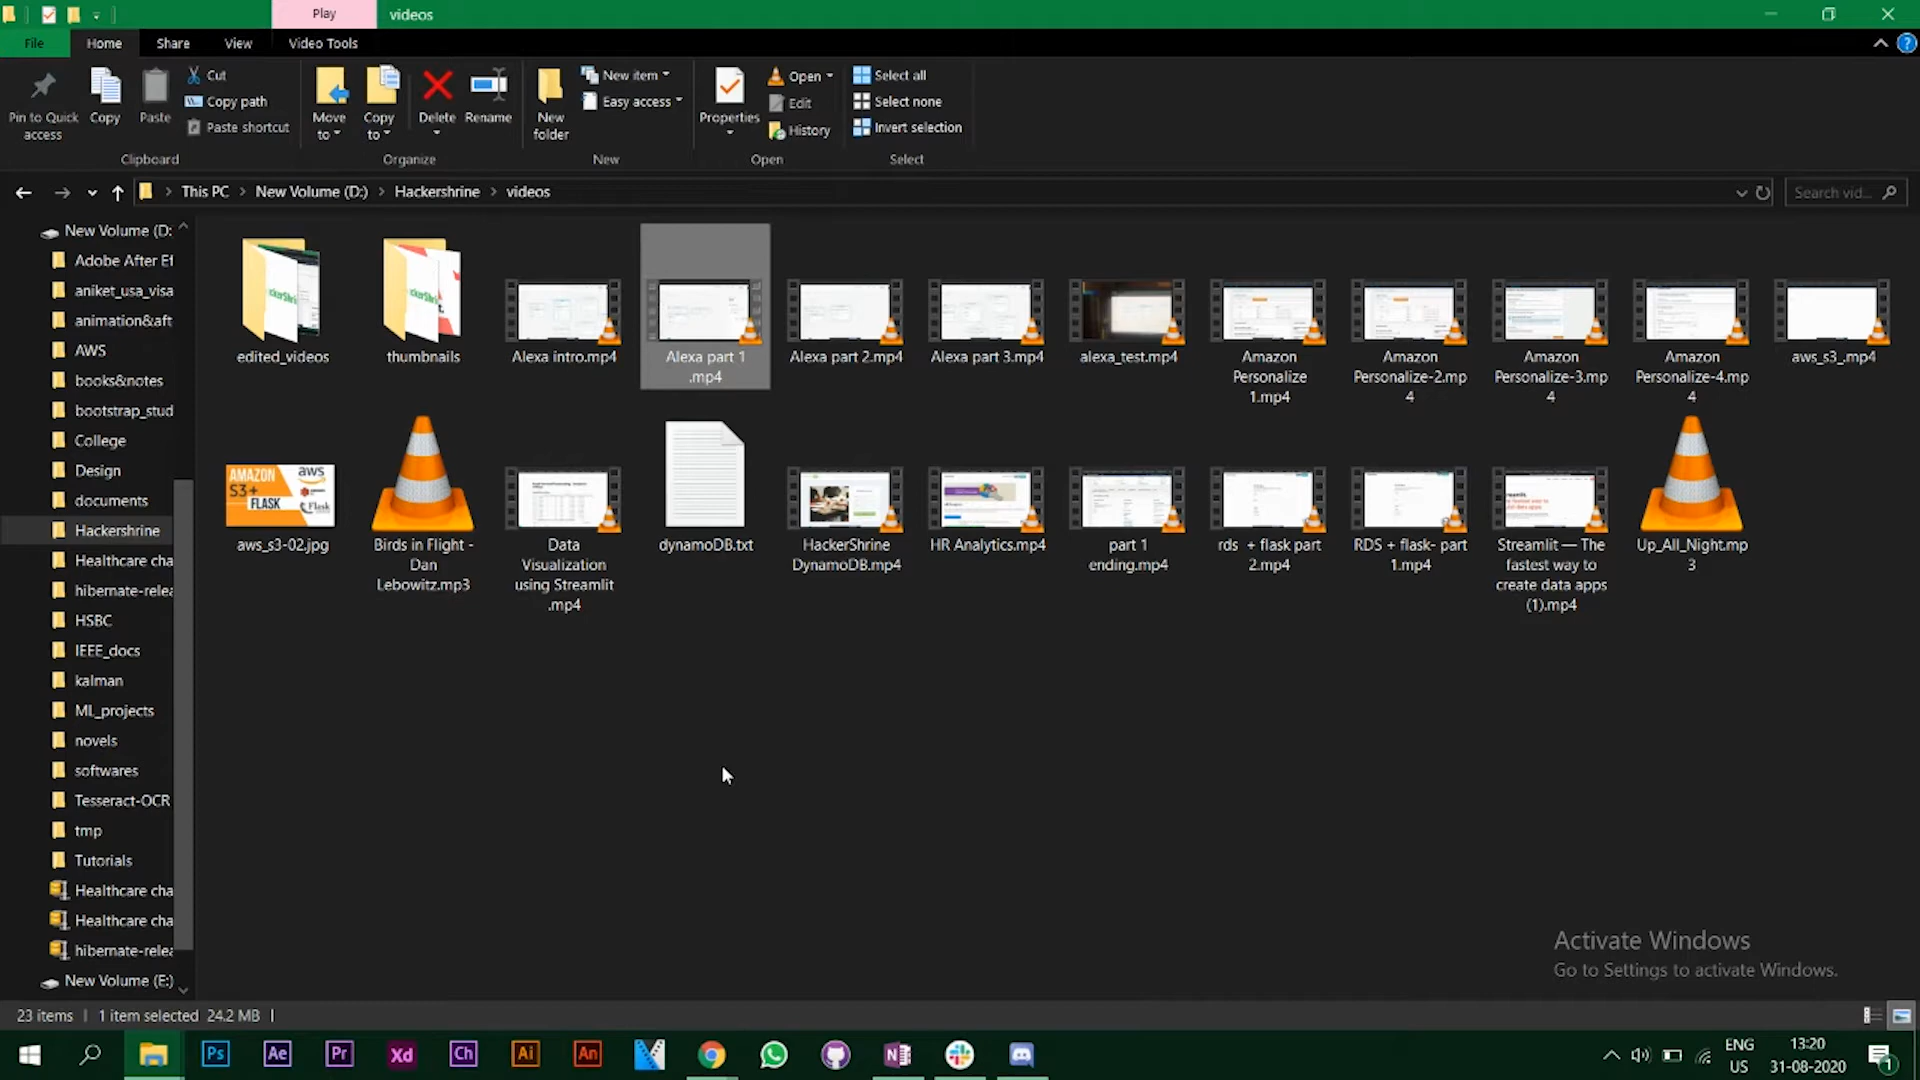 Play
videos
File
Home
Share
View
Video Tools
Pin to Quick
access
Copy
Paste
Cut
Copy path
Paste shortcut
Clipboard
Move
to
Copy
to
Delete
Rename
Organize
New
folder
New item
Easy access
New
Properties
Open
Edit
History
Open
Select all
Select none
Invert selection
Select
This PC
New Volume (D:)
Hackershrine
videos
Search vid...
New Volume (D:
Adobe After Ef
aniket_usa_visa
animation&aft
AWS
books&notes
bootstrap_stud
College
Design
documents
Hackershrine
Healthcare cha
hibernate-relea
HSBC
IEEE_docs
kalman
ML_projects
novels
softwares
Tesseract-OCR
tmp
Tutorials
Healthcare cha
Healthcare cha
hibernate-relea
New Volume (E:)
edited_videos
thumbnails
Alexa intro.mp4
Alexa part 1
.mp4
Alexa part 2.mp4
Alexa part 3.mp4
alexa_test.mp4
Amazon
Personalize
1.mp4
Amazon
Personalize-2.mp
4
Amazon
Personalize-3.mp
4
Amazon
Personalize-4.mp
4
aws_s3_.mp4
AMAZON
S3+
FLASK
aws
Flask
aws_s3-02.jpg
Birds in Flight -
Dan
Lebowitz.mp3
Data
Visualization
using Streamlit
.mp4
dynamoDB.txt
HackerShrine
DynamoDB.mp4
HR Analytics.mp4
part 1
ending.mp4
rds + flask part
2.mp4
RDS + flask- part
1.mp4
Streamlit — The
fastest way to
create data apps
(1).mp4
Up_All_Night.mp
3
Activate Windows
Go to Settings to activate Windows.
23 items
1 item selected 24.2 MB
Ps
Ae
Pr
Xd
Ch
Ai
An
N
ENG
US
13:20
31-08-2020
1